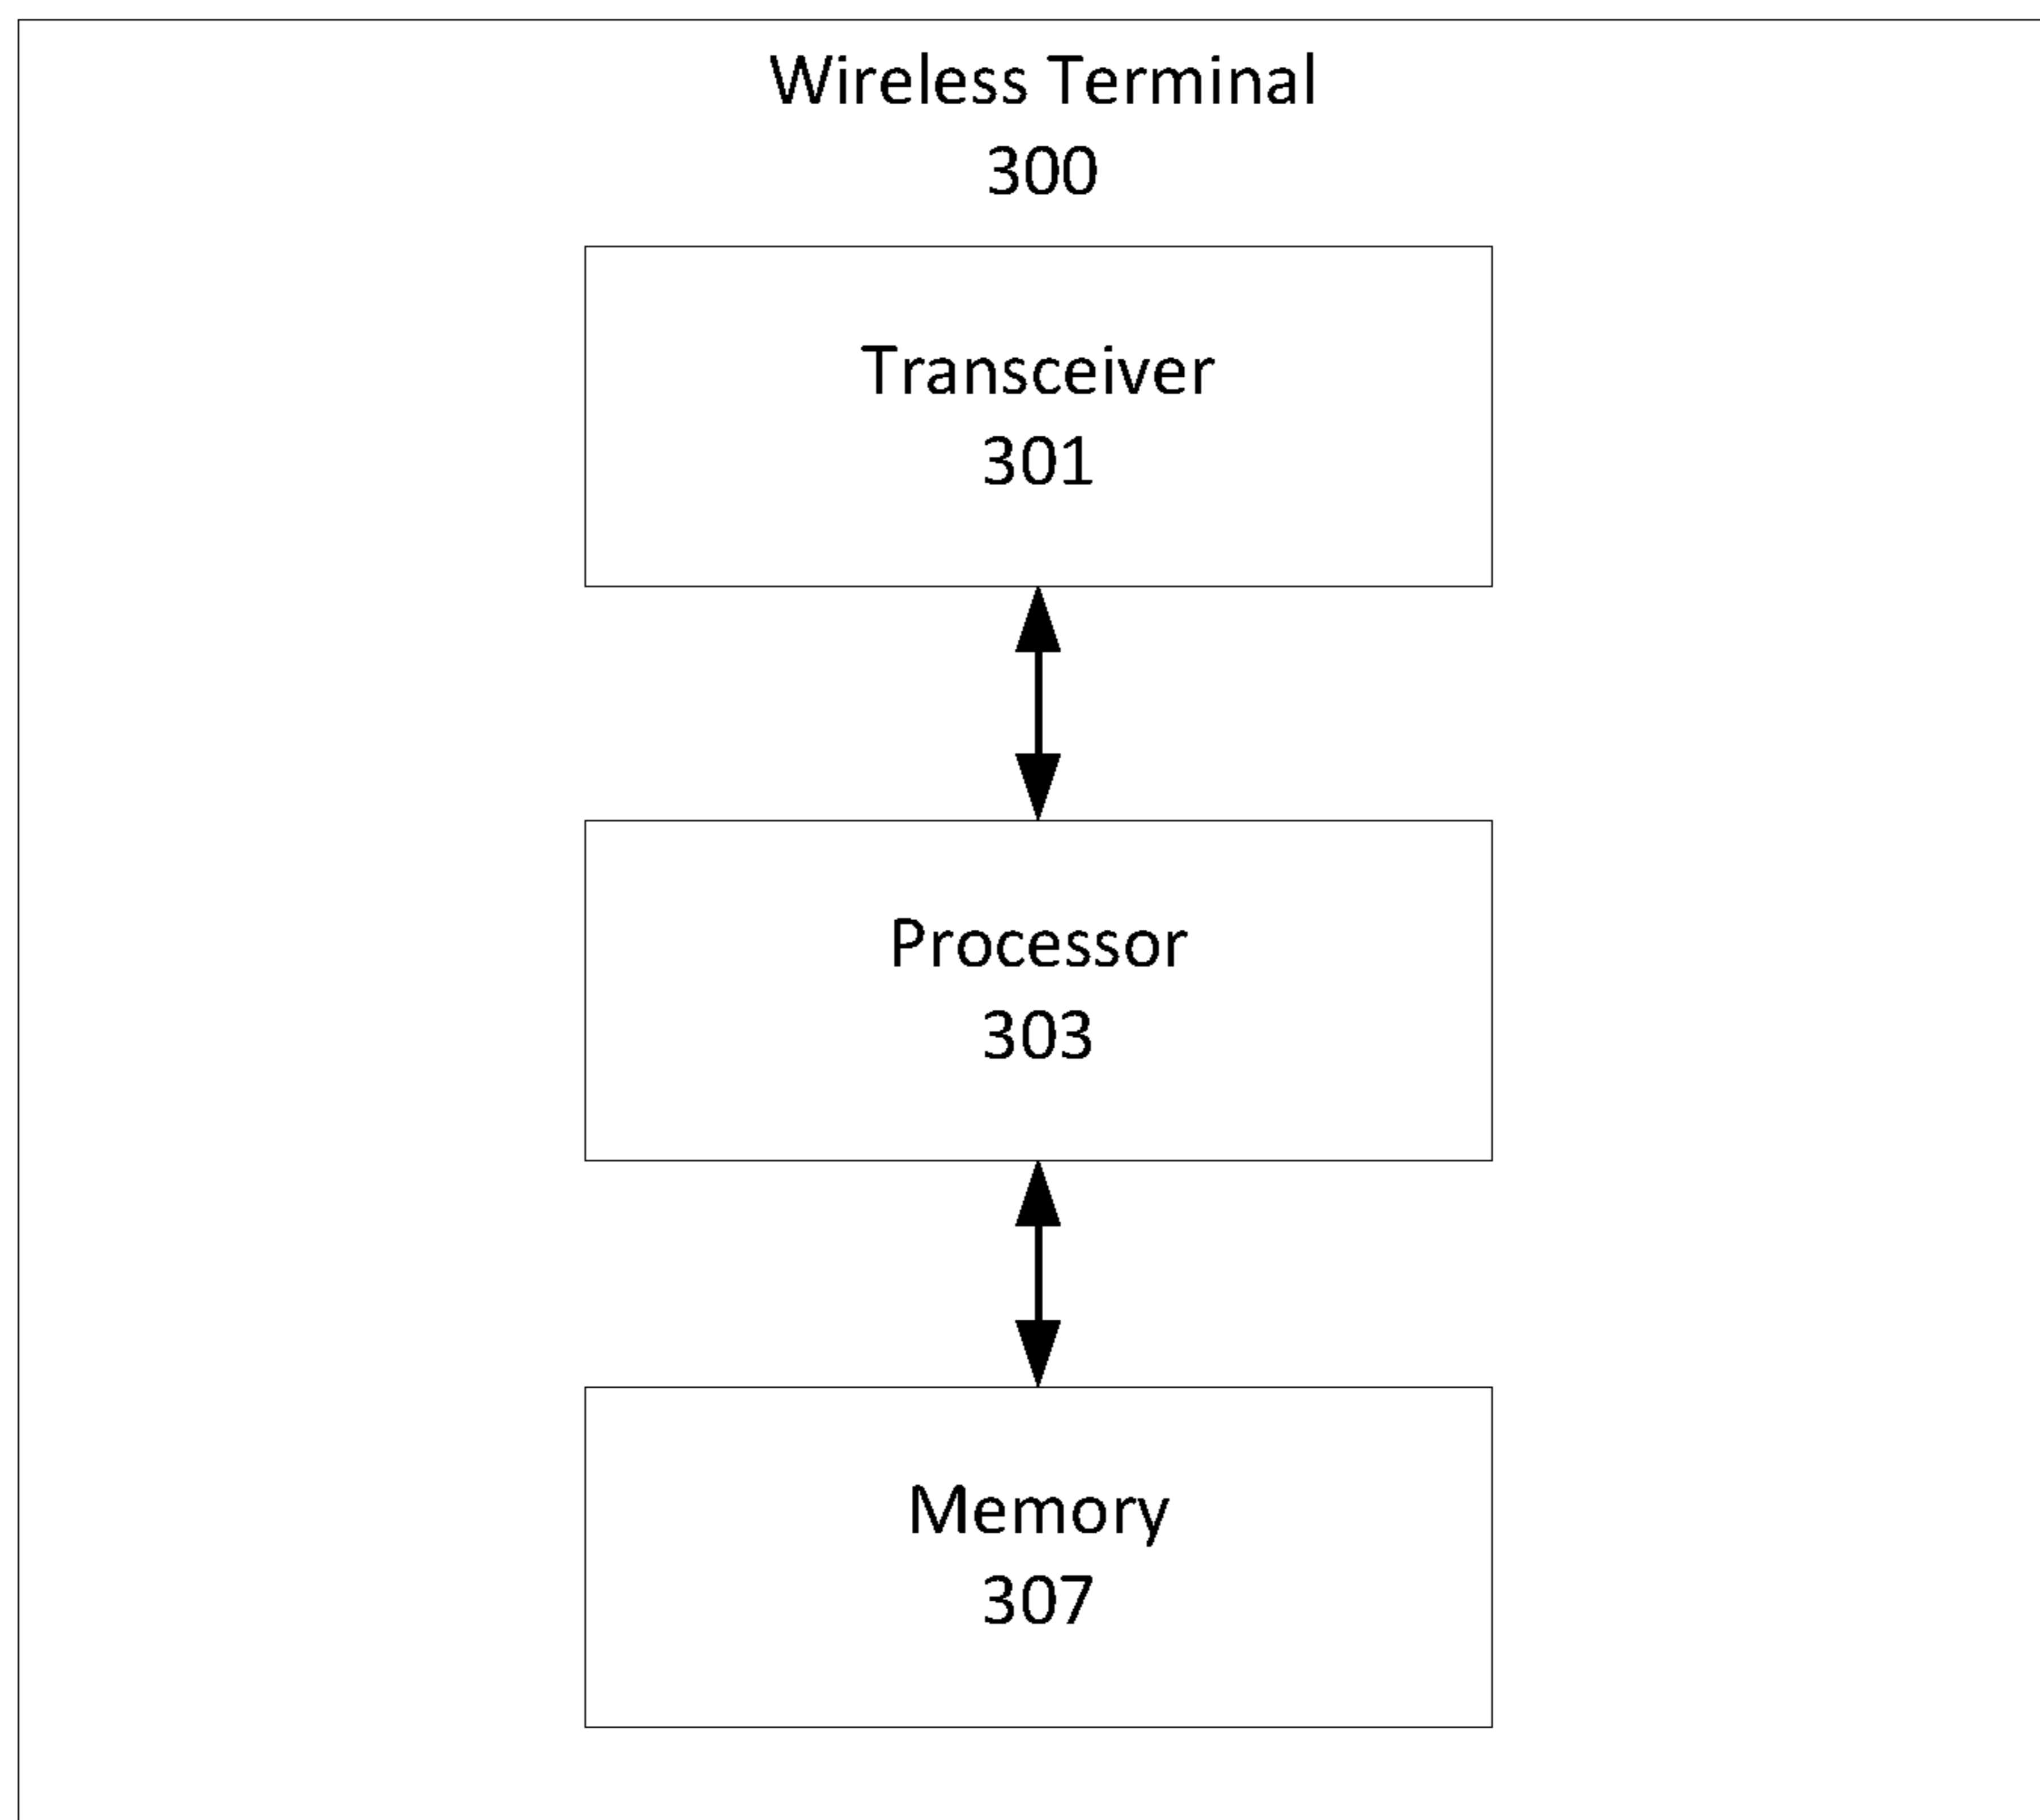 Wireless Terminal
300
Transceiver
301
Processor
303
Memory
307